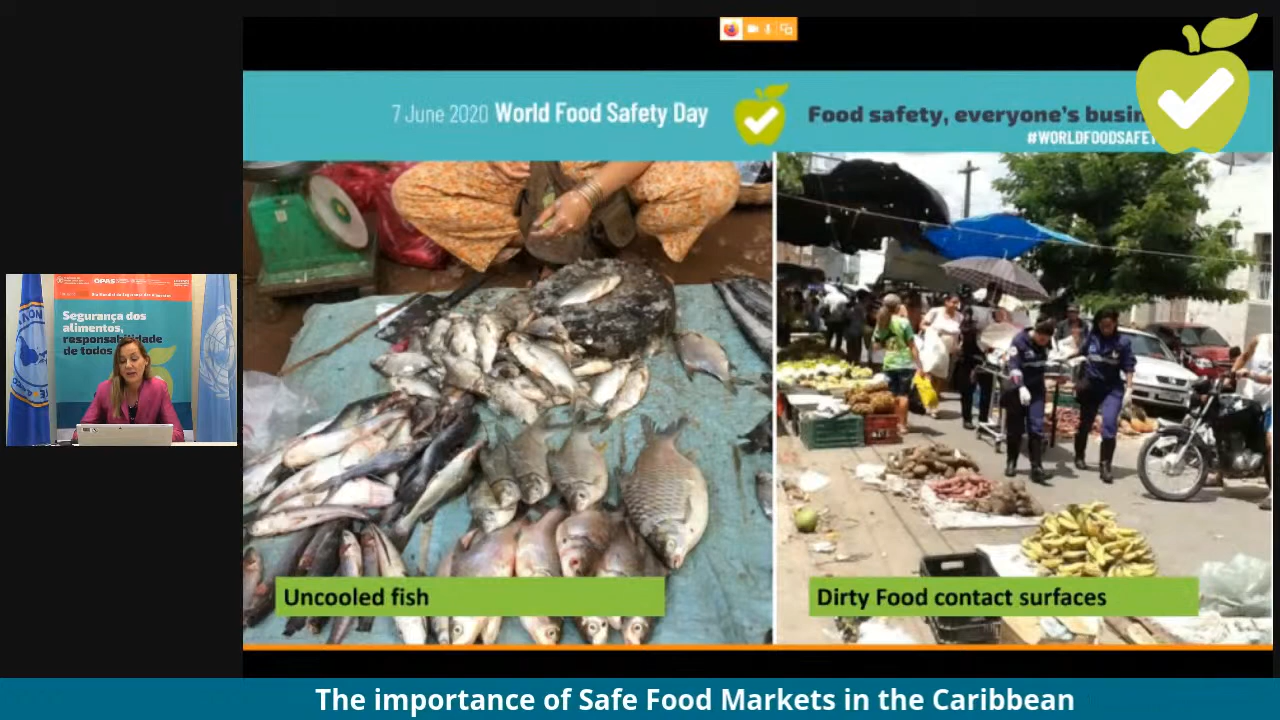 7 June 2020 World Food Safety Day
Food safety, everyone's busin
#WORLDFOODSAFET
OPAS
Segurança dos
alimentos,
responsabilidade
de todos
Uncooled fish
Dirty Food contact surfaces
The importance of Safe Food Markets in the Caribbean